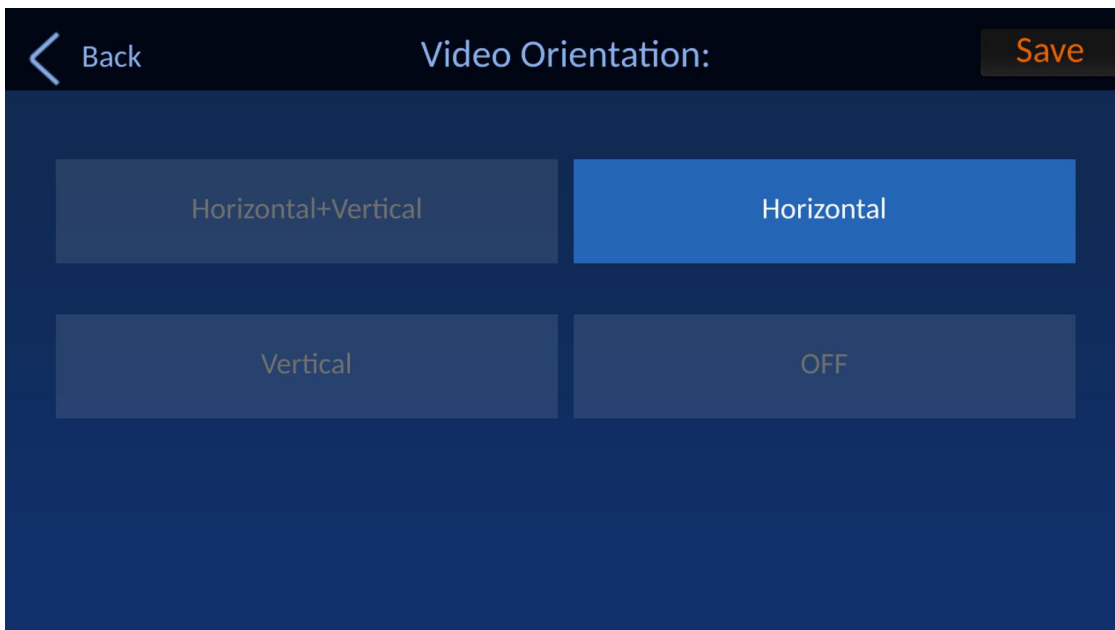 Back
Video Orientation:
Save
Horizontal+Vertical
Horizontal
Vertical
OFF